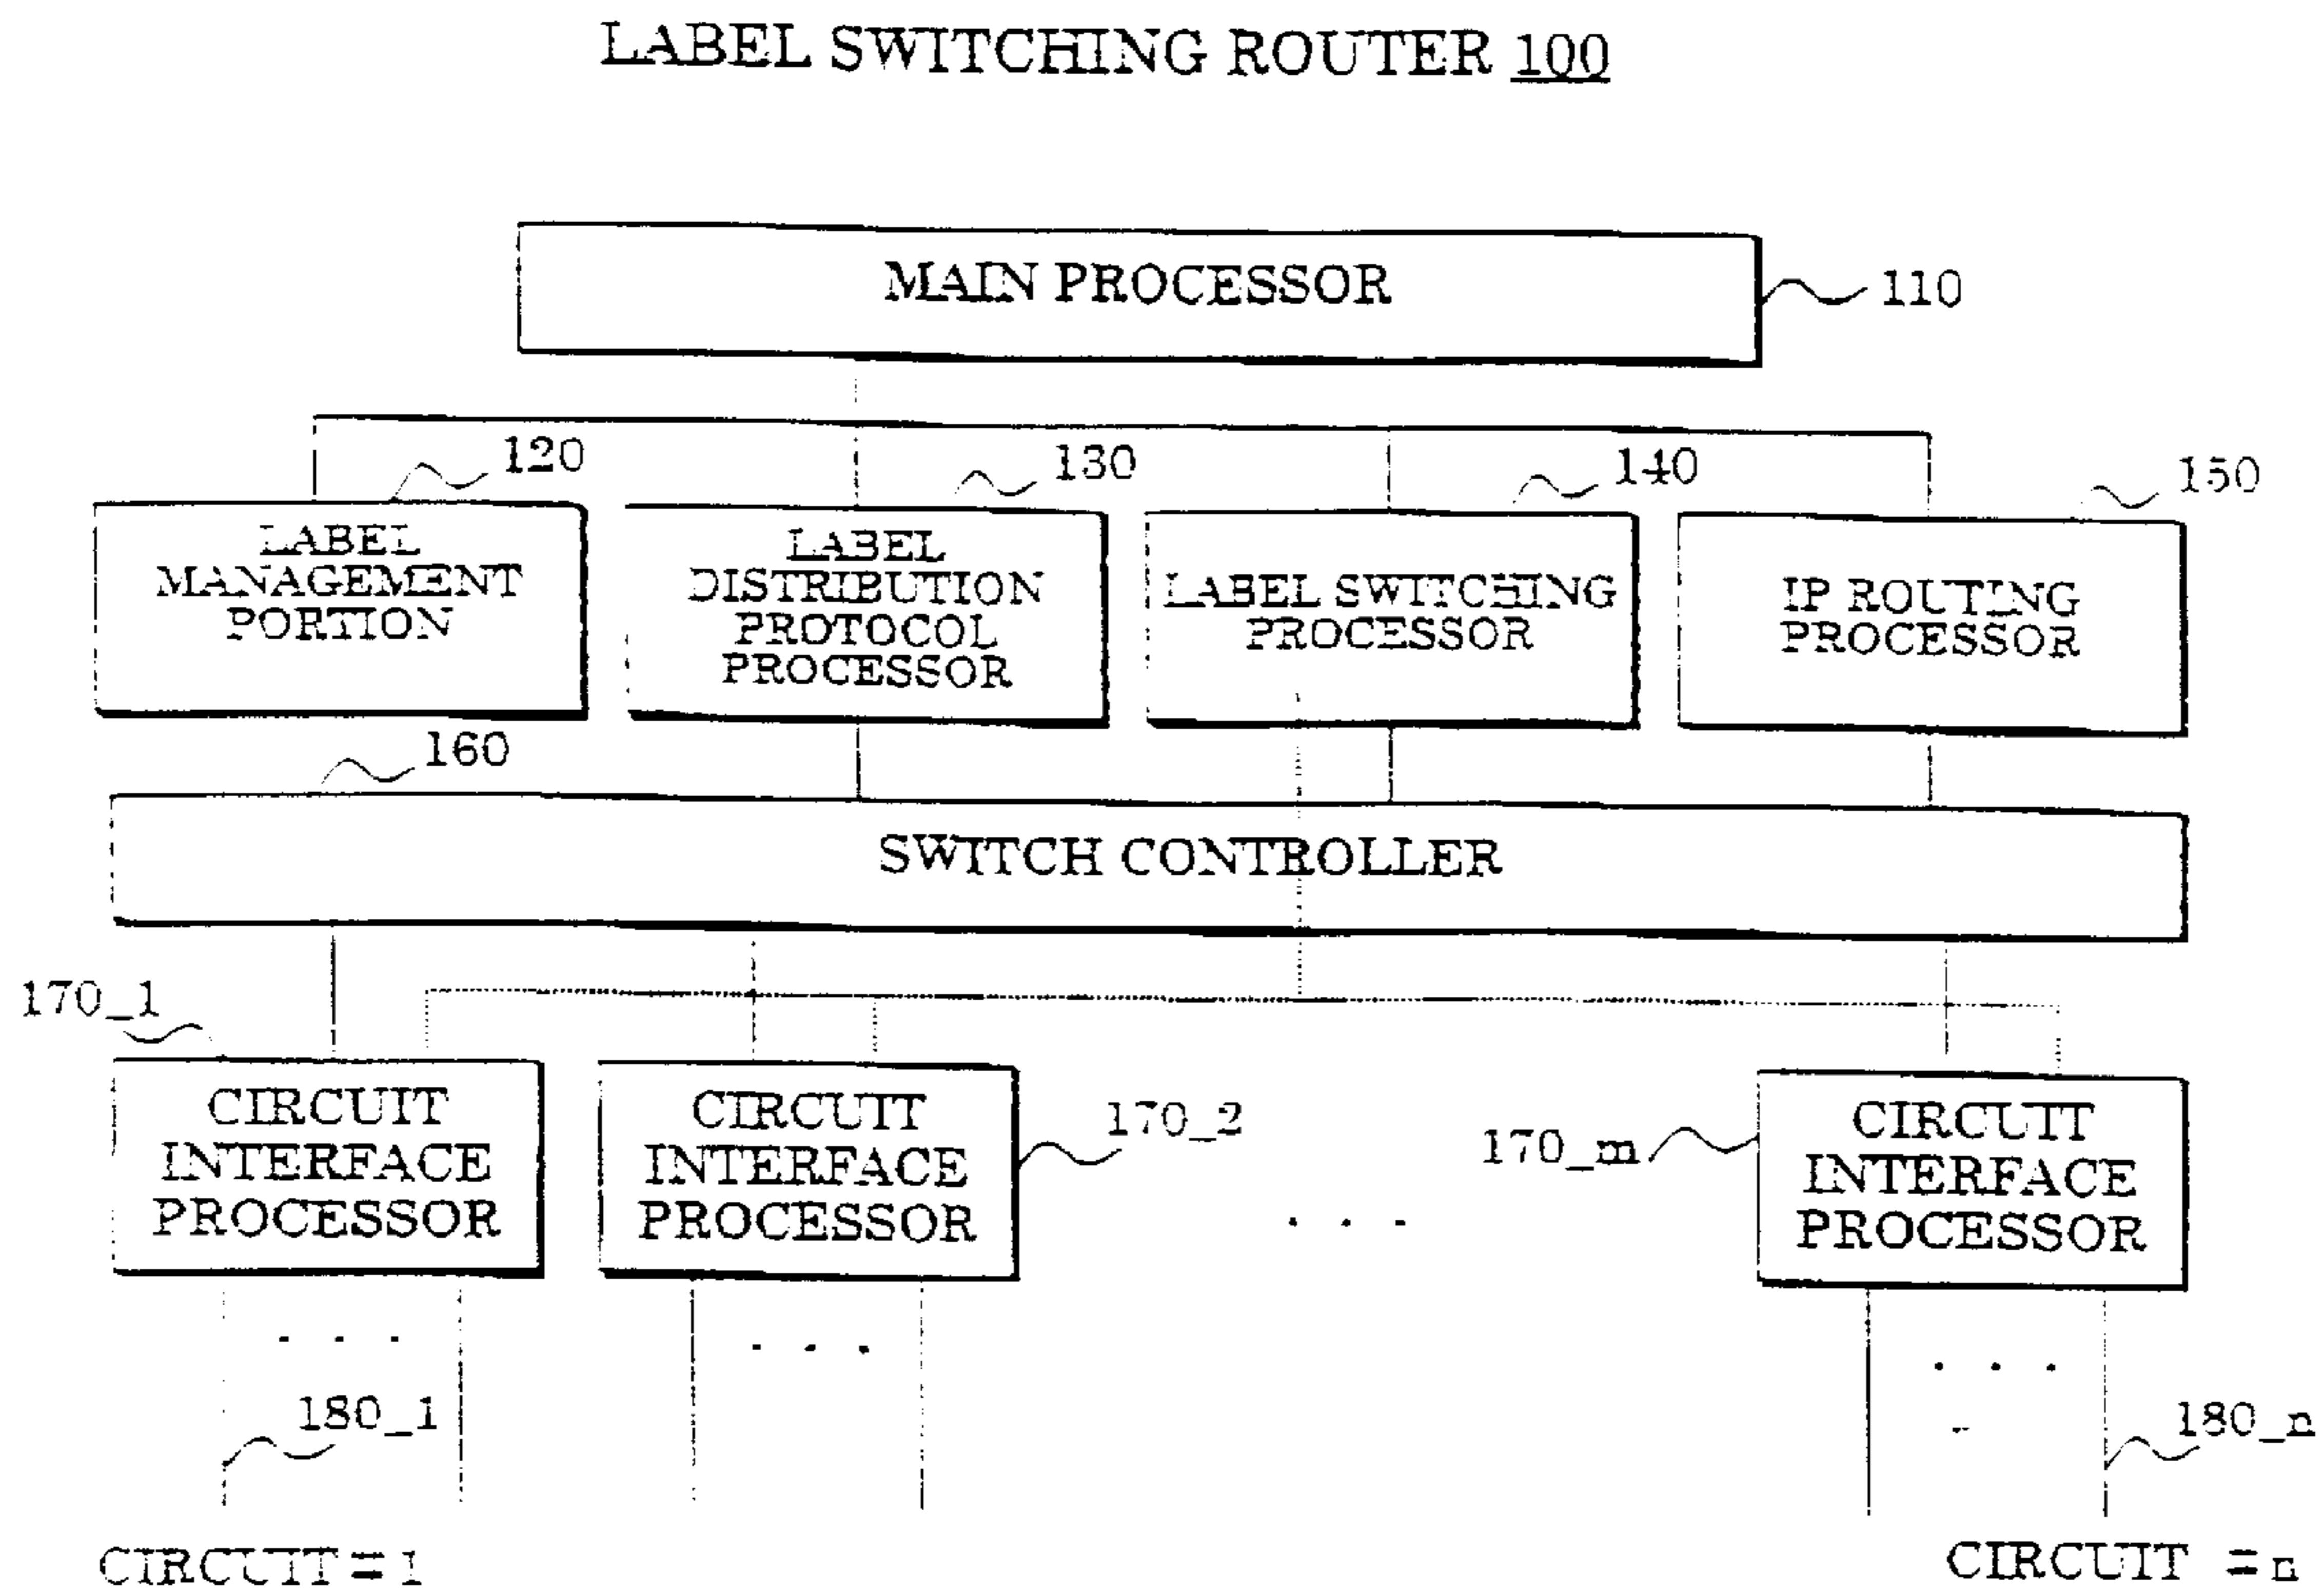 LABEL SWITCHING ROUTER 100
MAIN PROCESSOR
110
120
130
140
150
LABEL
MANAGEMENT
PORTION
LABEL
DISTRIBUTION
PROTOCOL
PROCESSOR
LABEL SWITCHING
PROCESSOR
IP ROUTING
PROCESSOR
160
SWITCH CONTROLLER
170_1
CIRCUIT
INTERFACE
PROCESSOR
CIRCUIT
INTERFACE
PROCESSOR
170_2
. . .
170_m
CIRCUIT
INTERFACE
PROCESSOR
. . .
. . .
. . .
180_1
180_n
CIRCUIT = 1
CIRCUIT = n